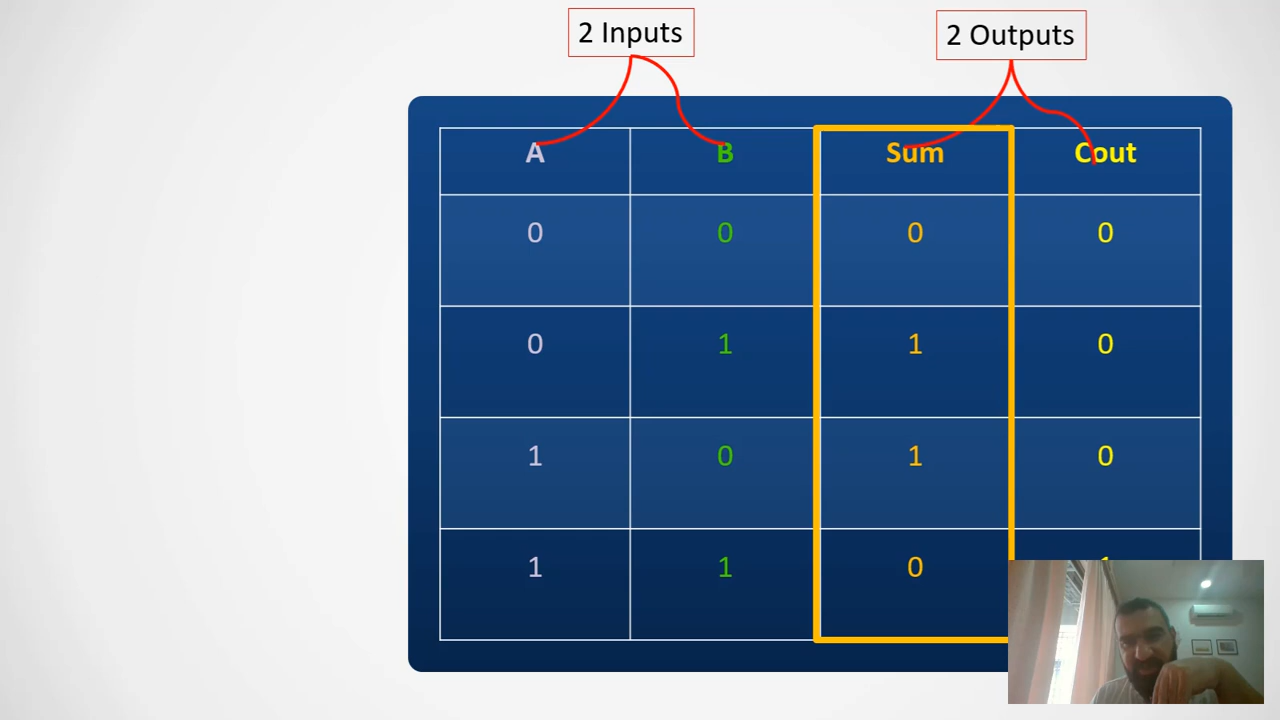 2 Inputs
2 Outputs
A B Sum Cout
0 0 0 0
0 1 1 0
1 0 1 0
1 1 0